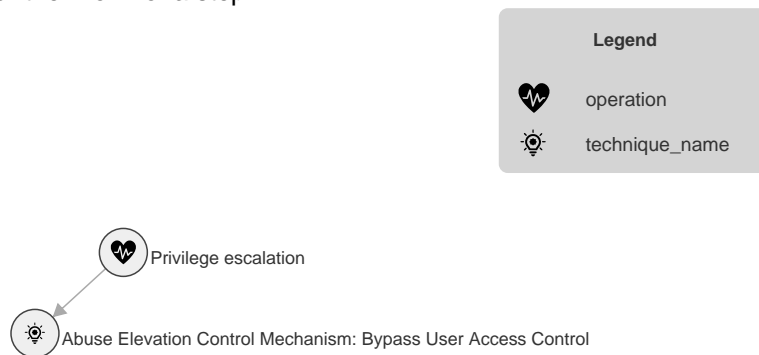 Legend
operation
technique_name
Privilege escalation
Abuse Elevation Control Mechanism: Bypass User Access Control